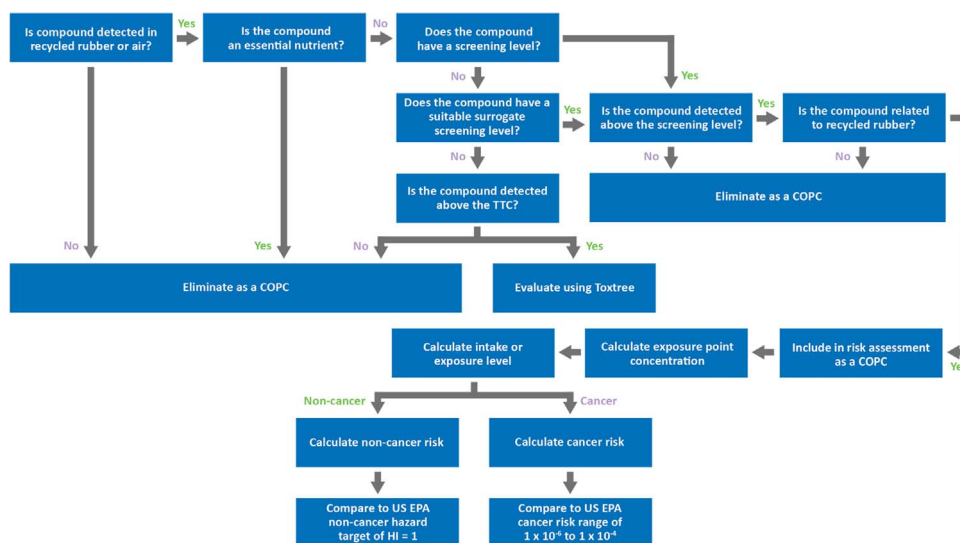 Is compound detected in
recycled rubber or air?
Yes
Is the compound
an essential nutrient?
No
Does the compound
have a screening level?
No
Yes
Does the compound have a
suitable surrogate
screening level?
Yes
Is the compound detected
above the screening level?
Yes
Is the compound related
to recycled rubber?
No
No
No
Is the compound detected
above the TTC?
Eliminate as a COPC
No
Yes
No
Yes
Eliminate as a COPC
Evaluate using Toxtree
Calculate intake or
exposure level
Calculate exposure point
concentration
Include in risk assessment
as a COPC
Non-cancer
Cancer
Calculate non-cancer risk
Calculate cancer risk
Compare to US EPA
non-cancer hazard
target of HI = 1
Compare to US EPA
cancer risk range of
1 x 10⁻⁶ to 1 x 10⁻⁴